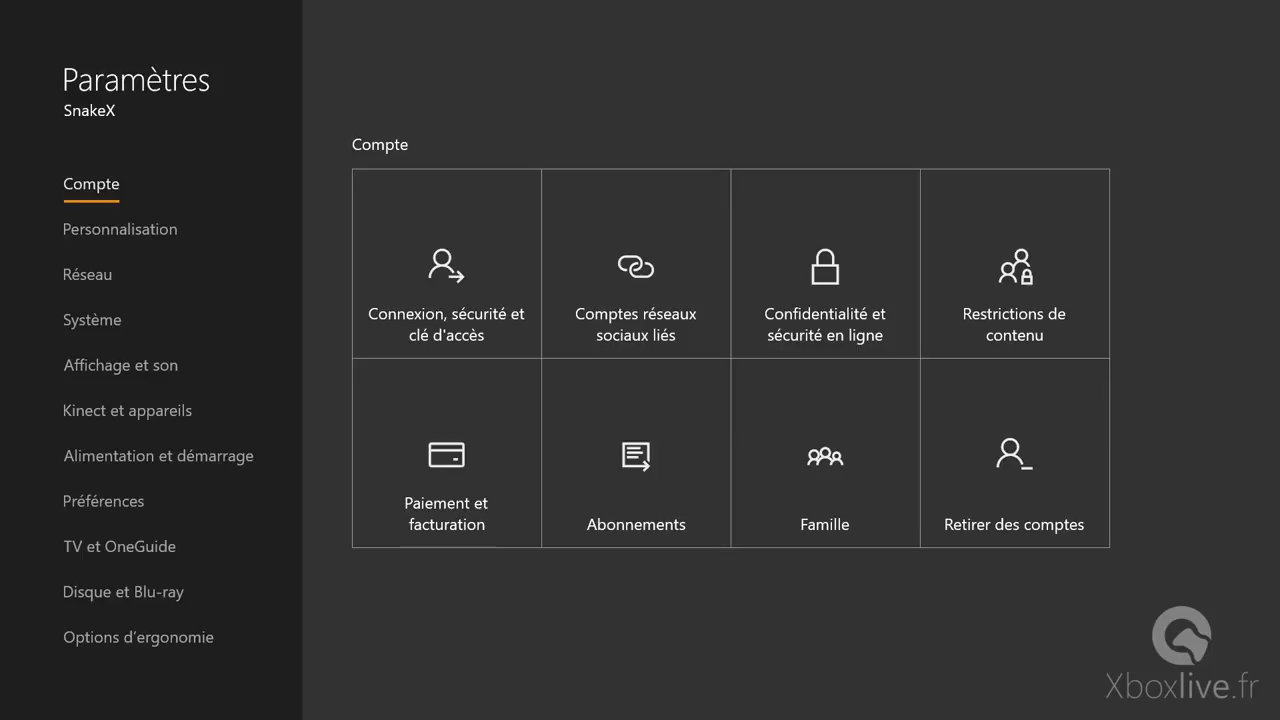 Paramètres
SnakeX
Compte
Personnalisation
Réseau
Système
Affichage et son
Kinect et appareils
Alimentation et démarrage
Préférences
TV et OneGuide
Disque et Blu-ray
Options d'ergonomie
Compte
Connexion, sécurité et
clé d'accès
Comptes réseaux
sociaux liés
Confidentialité et
sécurité en ligne
Restrictions de
contenu
Paiement et
facturation
Abonnements
Famille
Retirer des comptes
Xboxlive.fr